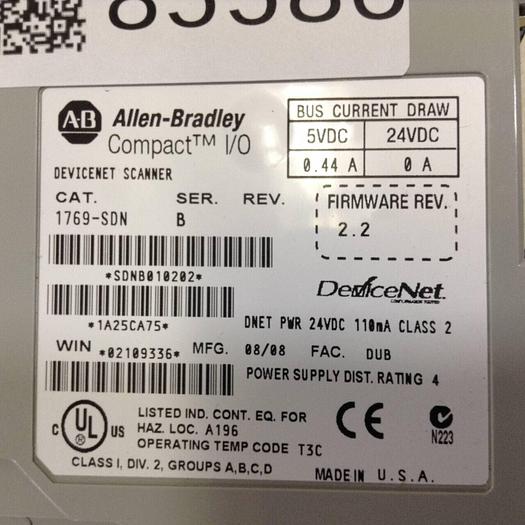 A-B Allen-Bradley
Compact™ I/O
DEVICENET SCANNER
BUS CURRENT DRAW
5VDC 24VDC
0.44 A 0 A
CAT. SER. REV.
1769-SDN B
FIRMWARE REV.
2.2
*SDNB010202*
DeviceNet.
*1A25CA75*
DNET PWR 24VDC 110mA CLASS 2
WIN *02109336* MFG. 08/08 FAC. DUB
POWER SUPPLY DIST. RATING 4
C UL US
LISTED IND. CONT. EQ. FOR
HAZ. LOC. A196
OPERATING TEMP CODE T3C
CE
N223
CLASS I, DIV. 2, GROUPS A,B,C,D
MADE IN U.S.A.